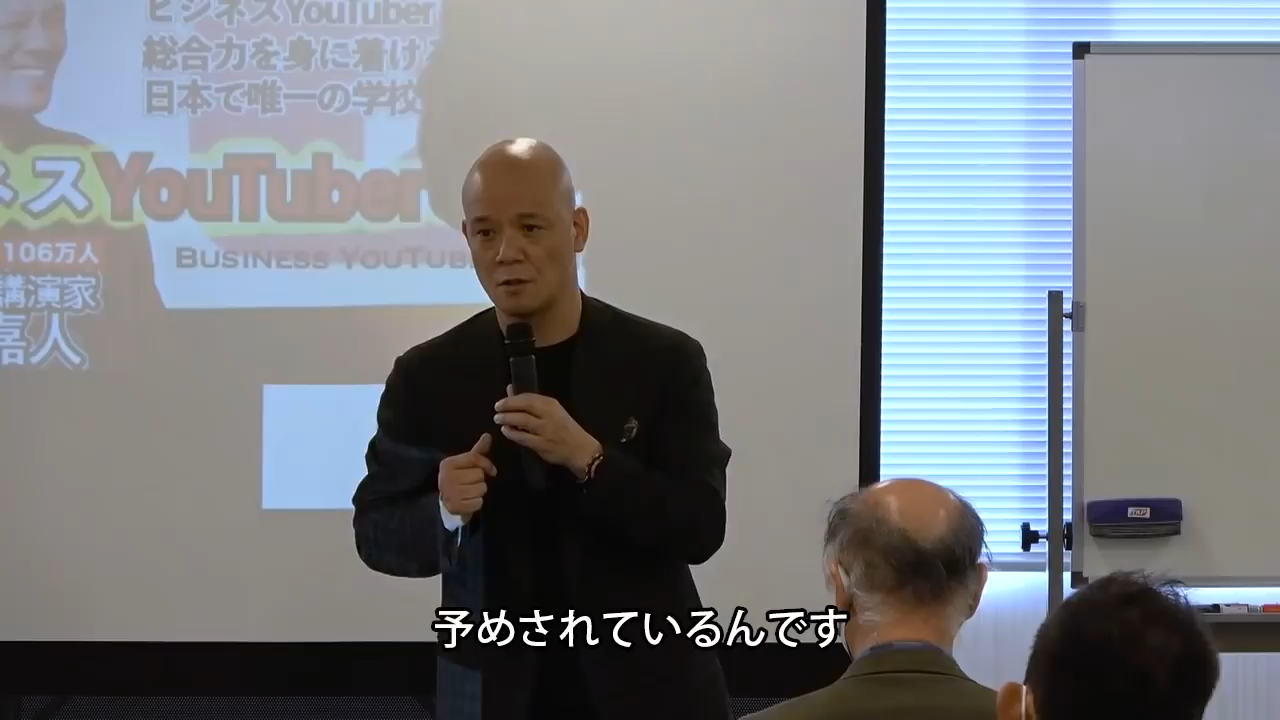 ビジネスYouTuber
総合力を身に着ける
日本で唯一の学校
ネスYouTuber
106万人
BUSINESS YOUTUB
講演家
嘉人
予めされているんです